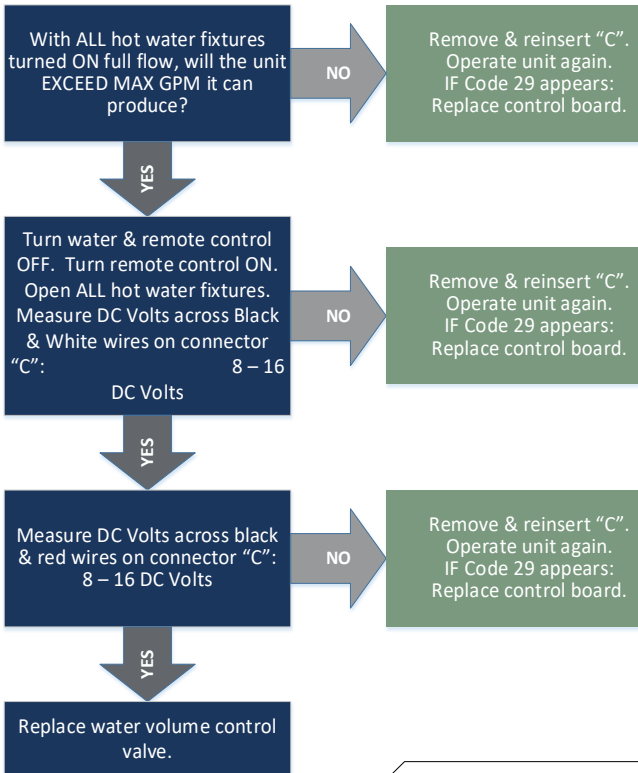 With ALL hot water fixtures
turned ON full flow, will the unit
EXCEED MAX GPM it can
produce?
NO
Remove & reinsert “C”.
Operate unit again.
IF Code 29 appears:
Replace control board.
YES
Turn water & remote control
OFF. Turn remote control ON.
Open ALL hot water fixtures.
Measure DC Volts across Black
& White wires on connector
“C”: 8 – 16
DC Volts
NO
Remove & reinsert “C”.
Operate unit again.
IF Code 29 appears:
Replace control board.
YES
Measure DC Volts across black
& red wires on connector “C”:
8 – 16 DC Volts
NO
Remove & reinsert “C”.
Operate unit again.
IF Code 29 appears:
Replace control board.
YES
Replace water volume control
valve.